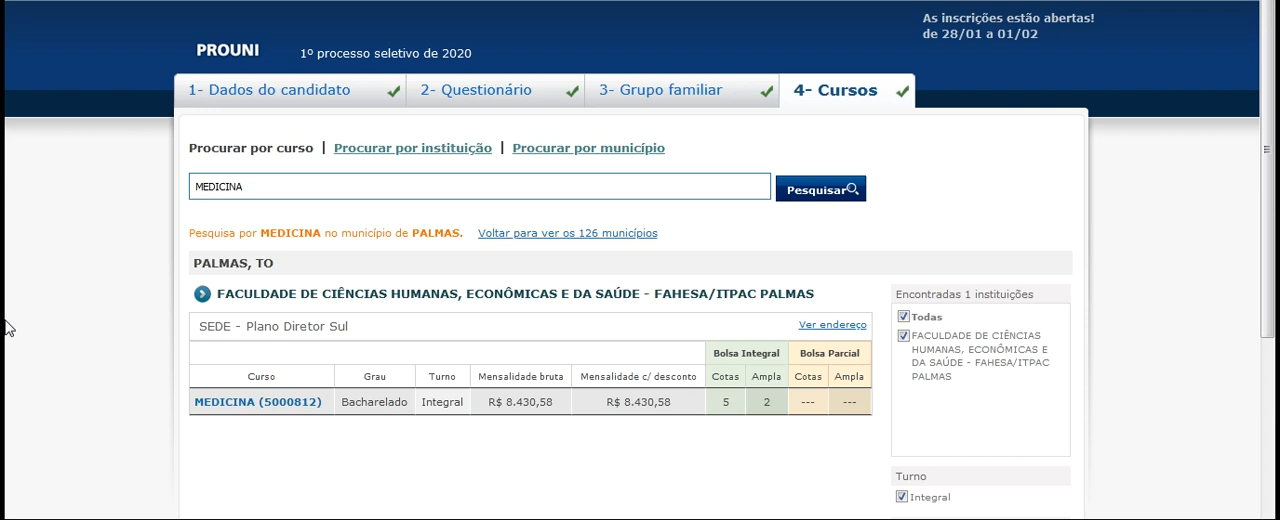 As inscrições estão abertas!
de 28/01 a 01/02
PROUNI 1º processo seletivo de 2020
1- Dados do candidato 2- Questionário 3- Grupo familiar 4- Cursos
Procurar por curso | Procurar por instituição | Procurar por município
MEDICINA Pesquisar
Pesquisa por MEDICINA no município de PALMAS. Voltar para ver os 126 municípios
PALMAS, TO
FACULDADE DE CIÊNCIAS HUMANAS, ECONÔMICAS E DA SAÚDE - FAHESA/ITPAC PALMAS
SEDE - Plano Diretor Sul Ver endereço
Bolsa Integral Bolsa Parcial
Curso Grau Turno Mensalidade bruta Mensalidade c/ desconto Cotas Ampla Cotas Ampla
MEDICINA (5000812) Bacharelado Integral R$ 8.430,58 R$ 8.430,58 5 2 --- ---
Encontradas 1 instituições
Todas
FACULDADE DE CIÊNCIAS
HUMANAS, ECONÔMICAS E
DA SAÚDE - FAHESA/ITPAC
PALMAS
Turno
Integral